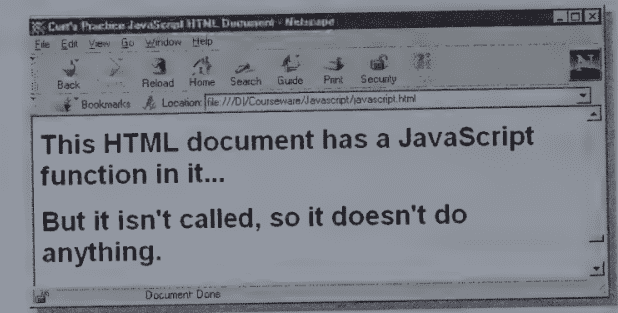 Curt's Practice JavaScript HTML Document - Netscape
File Edit View Go Window Help
Back Reload Home Search Guide Print Security
Bookmarks Location: file:///D|/Courseware/Javascript/javascript.html
This HTML document has a JavaScript
function in it...
But it isn't called, so it doesn't do
anything.
Document: Done